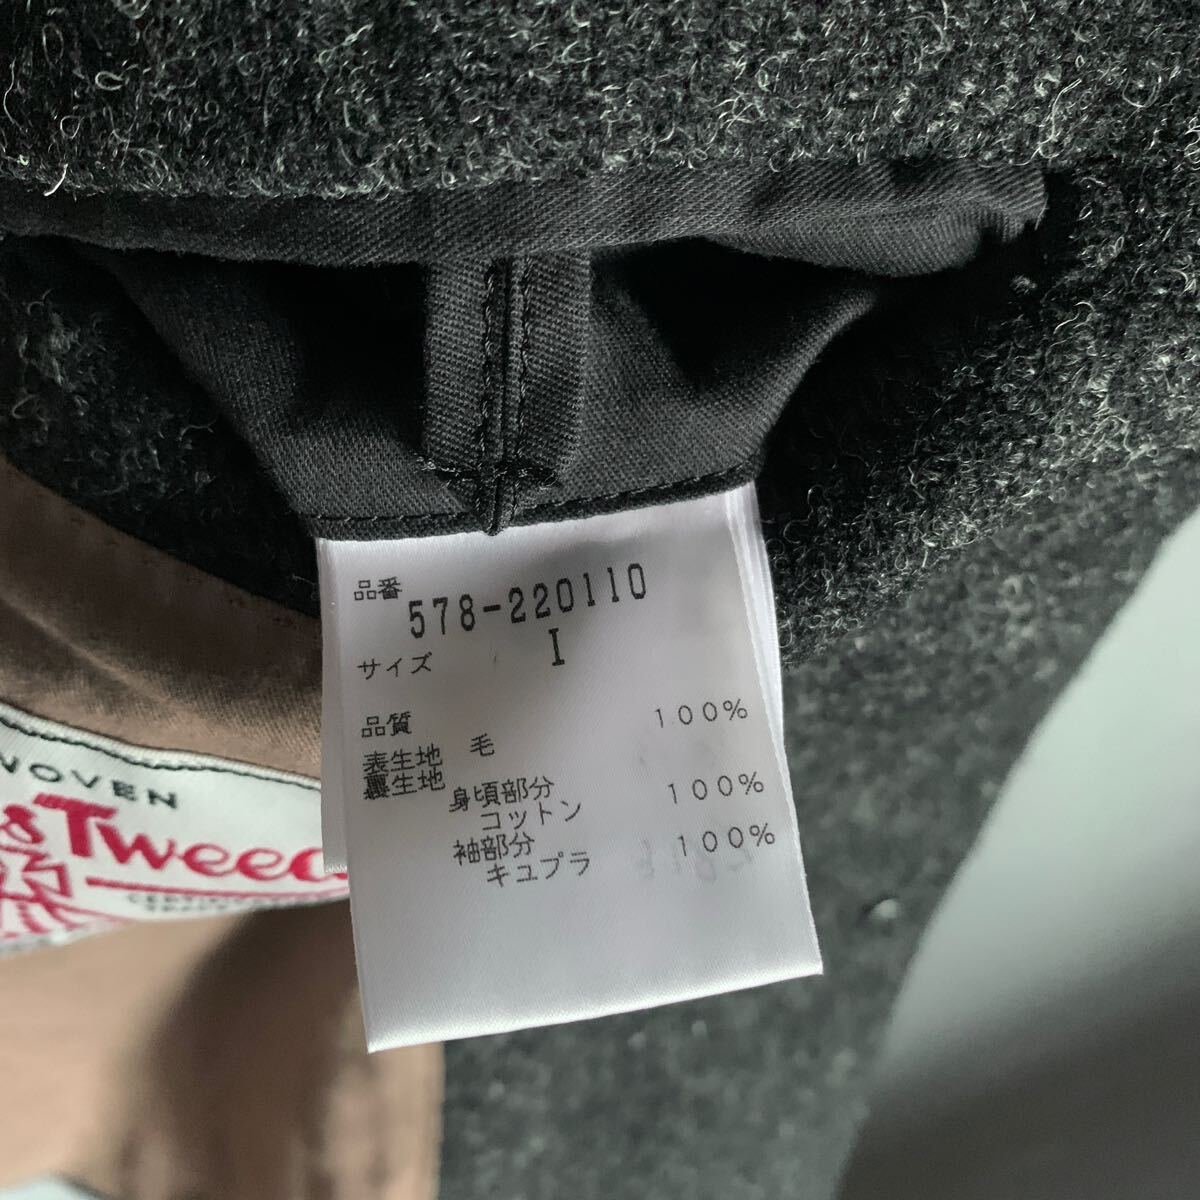 品番 578-220110
サイズ I
品質
表生地 毛 100%
裏生地
身頃部分
コットン 100%
袖部分
キュプラ 100%
WOVEN
Tweed